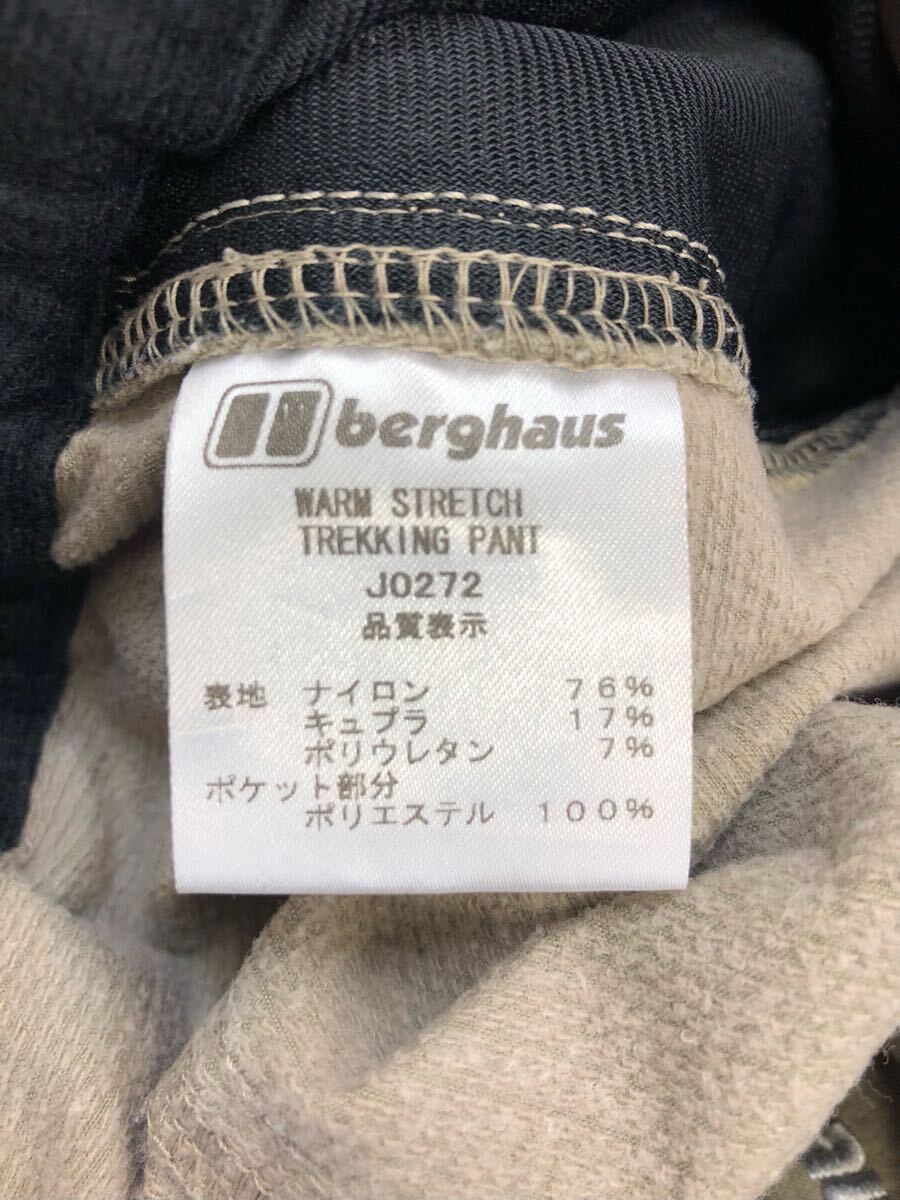 berghaus
WARM STRETCH
TREKKING PANT
J0272
品質表示
表地 ナイロン 76%
キュプラ 17%
ポリウレタン 7%
ポケット部分
ポリエステル 100%